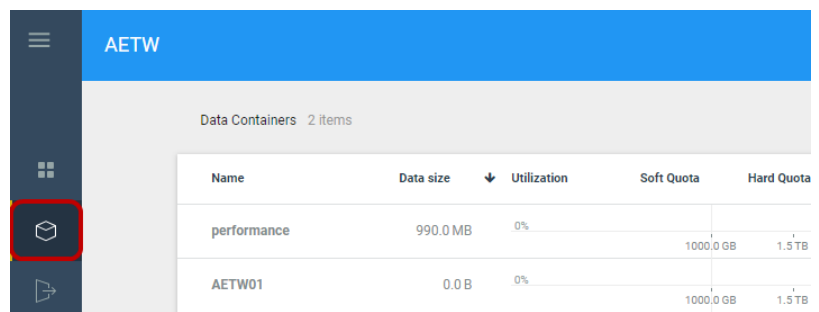 AETW
Data Containers 2 items
Name Data size Utilization Soft Quota Hard Quota
performance 990.0 MB 0% 1000.0 GB 1.5 TB
AETW01 0.0 B 0% 1000.0 GB 1.5 TB